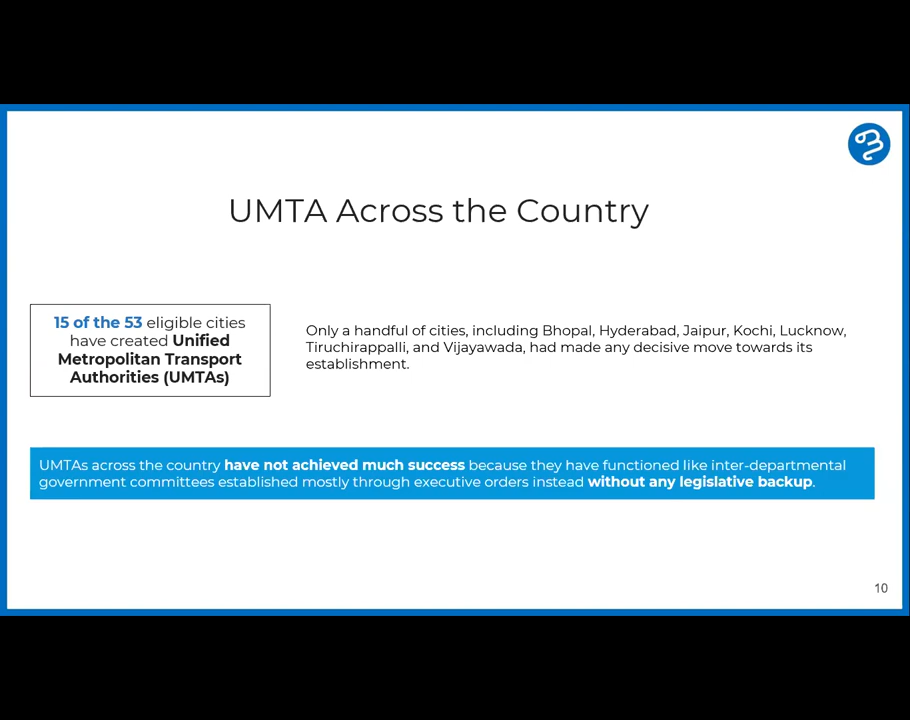 UMTA Across the Country
15 of the 53 eligible cities
have created Unified
Metropolitan Transport
Authorities (UMTAs)
Only a handful of cities, including Bhopal, Hyderabad, Jaipur, Kochi, Lucknow,
Tiruchirappalli, and Vijayawada, had made any decisive move towards its
establishment.
UMTAs across the country have not achieved much success because they have functioned like inter-departmental
government committees established mostly through executive orders instead without any legislative backup.
10